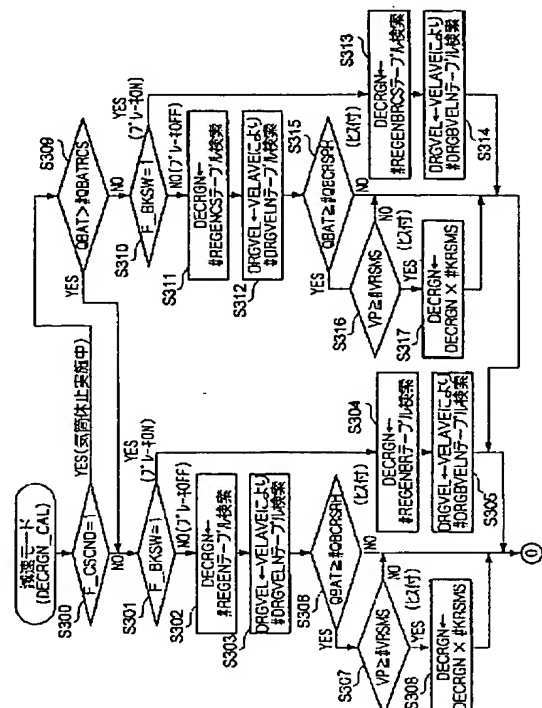 減速モード
(DECRGN_CAL)
S300
F_CSCND=1
YES(気筒休止実施中)
NO
S301
F_BKSW=1
YES
(ブレーキON)
NO(ブレーキOFF)
S302
DECRGN←
#REGENテーブル検索
S303
DRGVEL←VELAVEにより
#DRGVELNテーブル検索
S306
QBAT≧#QBCRSRH
(ヒス付)
YES
NO
S307
VP≧#VRSMS
(ヒス付)
NO
YES
S308
DECRGN←
DECRGN × #KRSMS
S304
DECRGN←
#REGENBRテーブル検索
DRGVEL←VELAVEにより
#DRGBVELNテーブル検索
S305
S309
QBAT>#QBATRCS
YES
NO
S310
F_BKSW=1
YES
(ブレーキON)
NO(ブレーキOFF)
S311
DECRGN←
#REGENCSテーブル検索
S312
DRGVEL←VELAVEにより
#DRGVELNテーブル検索
S315
QBAT≧#QBCRSRH
(ヒス付)
YES
NO
S316
VP≧#VRSMS
(ヒス付)
NO
YES
S317
DECRGN←
DECRGN × #KRSMS
S313
DECRGN←
#REGENBRCSテーブル検索
DRGVEL←VELAVEにより
#DRGBVELNテーブル検索
S314